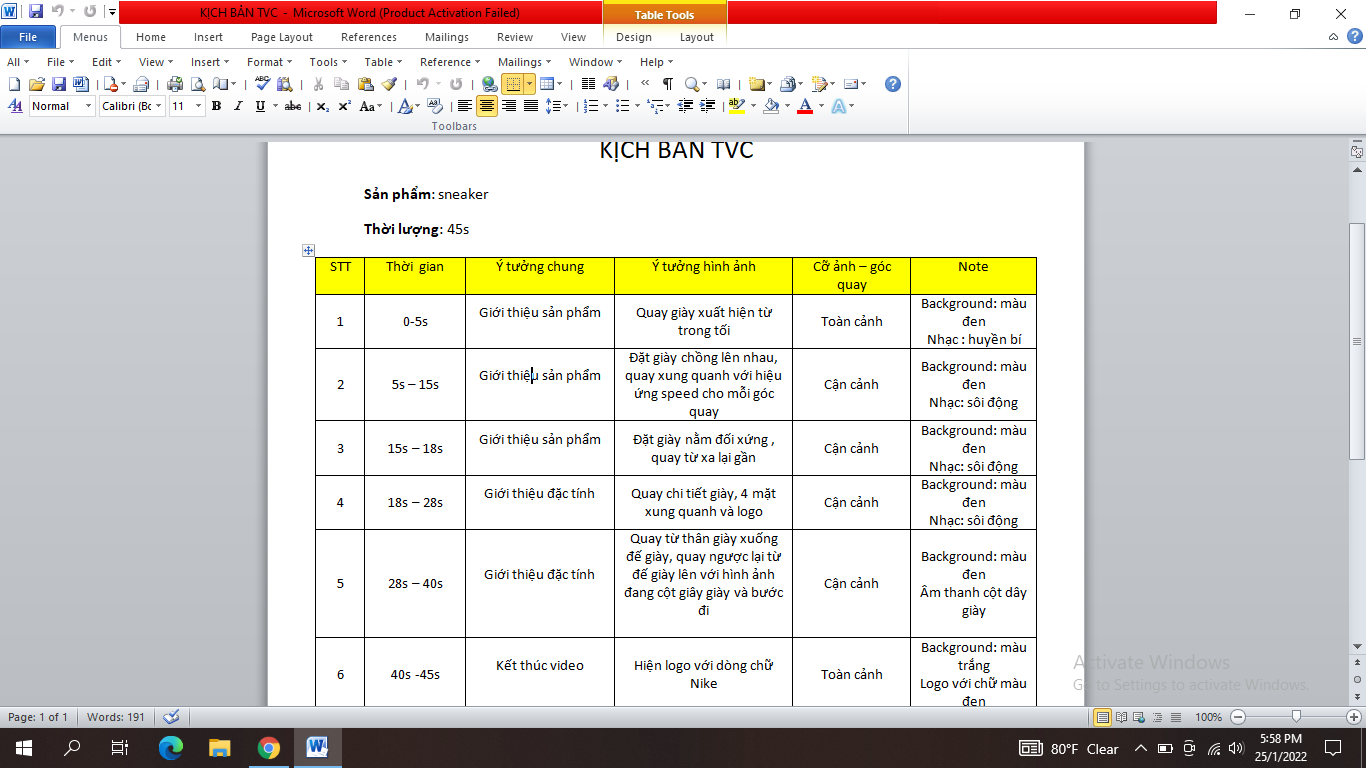 KỊCH BẢN TVC - Microsoft Word (Product Activation Failed)
Table Tools
File
Menus
Home
Insert
Page Layout
References
Mailings
Review
View
Design
Layout
All
File
Edit
View
Insert
Format
Tools
Table
Reference
Mailings
Window
Help
Normal
Calibri (Bo
11
Toolbars
KỊCH BẢN TVC
Sản phẩm: sneaker
Thời lượng: 45s
STT
Thời gian
Ý tưởng chung
Ý tưởng hình ảnh
Cỡ ảnh – góc
quay
Note
1
0-5s
Giới thiệu sản phẩm
Quay giày xuất hiện từ
trong tối
Toàn cảnh
Background: màu
đen
Nhạc : huyền bí
2
5s – 15s
Giới thiệu sản phẩm
Đặt giày chồng lên nhau,
quay xung quanh với hiệu
ứng speed cho mỗi góc
quay
Cận cảnh
Background: màu
đen
Nhạc: sôi động
3
15s – 18s
Giới thiệu sản phẩm
Đặt giày nằm đối xứng ,
quay từ xa lại gần
Cận cảnh
Background: màu
đen
Nhạc: sôi động
4
18s – 28s
Giới thiệu đặc tính
Quay chi tiết giày, 4 mặt
xung quanh và logo
Cận cảnh
Background: màu
đen
Nhạc: sôi động
5
28s – 40s
Giới thiệu đặc tính
Quay từ thân giày xuống
đế giày, quay ngược lại từ
đế giày lên với hình ảnh
đang cột giây giày và bước
đi
Cận cảnh
Background: màu
đen
Âm thanh cột dây
giày
6
40s -45s
Kết thúc video
Hiện logo với dòng chữ
Nike
Toàn cảnh
Background: màu
trắng
Logo với chữ màu
đen
Activate Windows
Go to Settings to activate Windows.
Page: 1 of 1
Words: 191
100%
80°F Clear
5:58 PM
25/1/2022